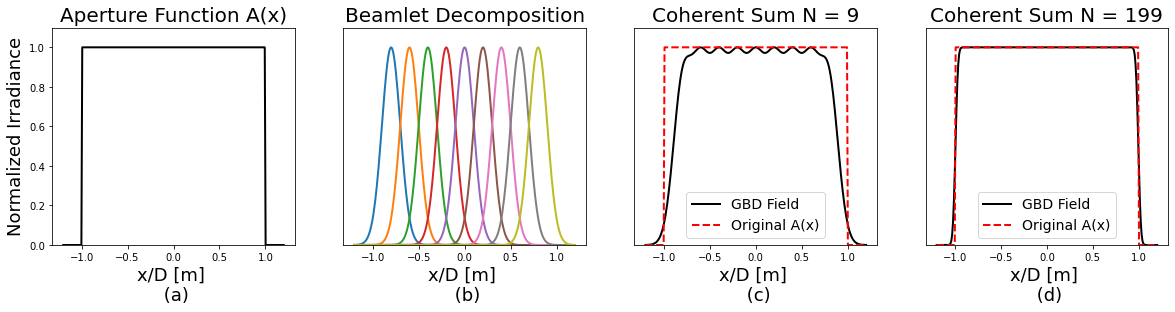 Aperture Function A(x)
Normalized Irradiance
1.0
0.8
0.6
0.4
0.2
0.0
−1.0 −0.5 0.0 0.5 1.0
x/D [m]
(a)
Beamlet Decomposition
−1.0 −0.5 0.0 0.5 1.0
x/D [m]
(b)
Coherent Sum N = 9
GBD Field
Original A(x)
−1.0 −0.5 0.0 0.5 1.0
x/D [m]
(c)
Coherent Sum N = 199
GBD Field
Original A(x)
−1.0 −0.5 0.0 0.5 1.0
x/D [m]
(d)